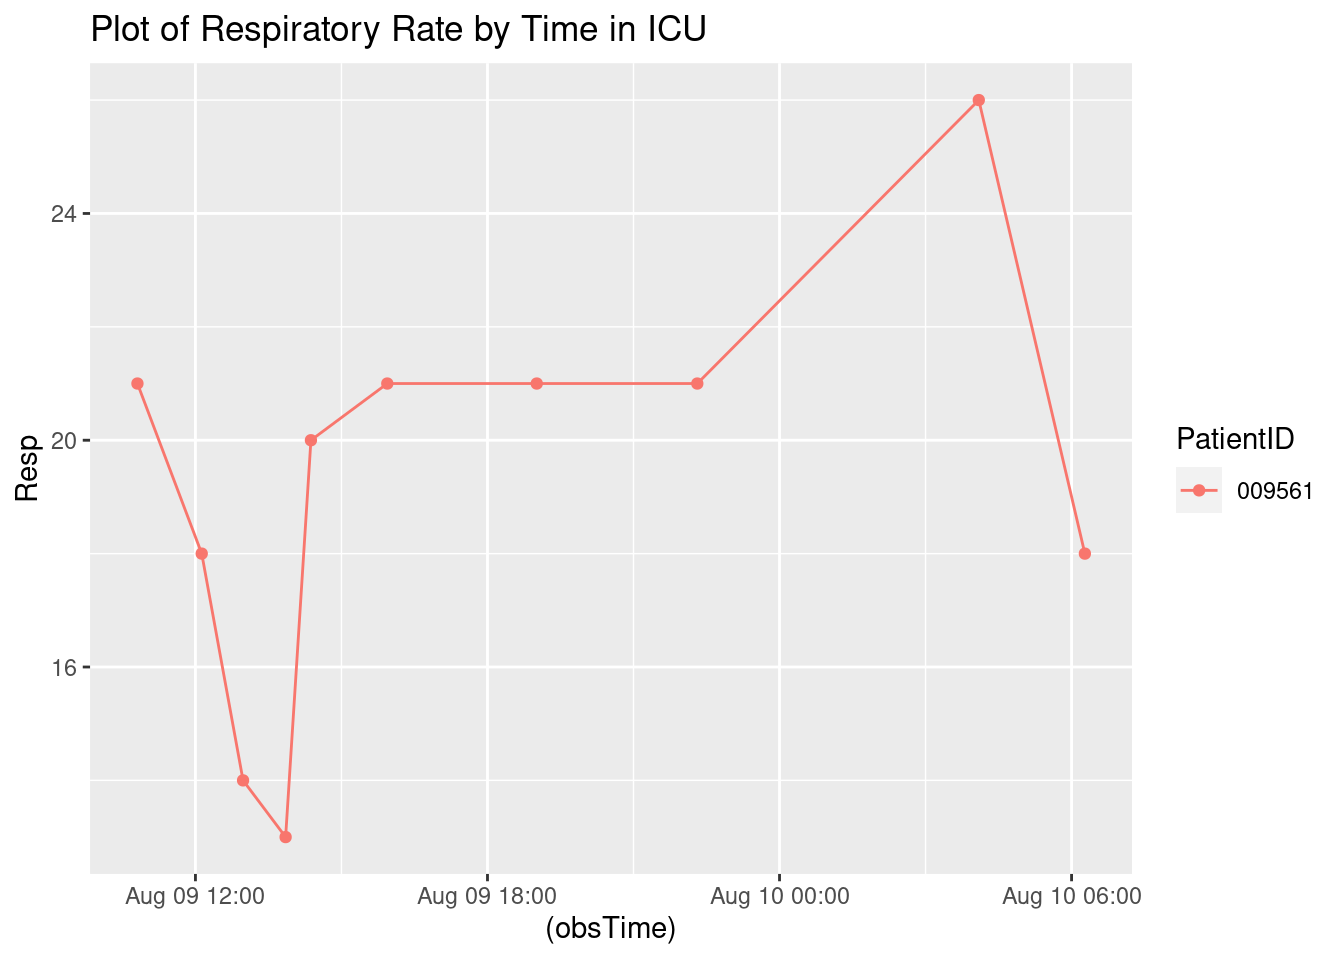 Plot of Respiratory Rate by Time in ICU
24
20
16
Resp
Aug 09 12:00
Aug 09 18:00
Aug 10 00:00
Aug 10 06:00
(obsTime)
PatientID
009561